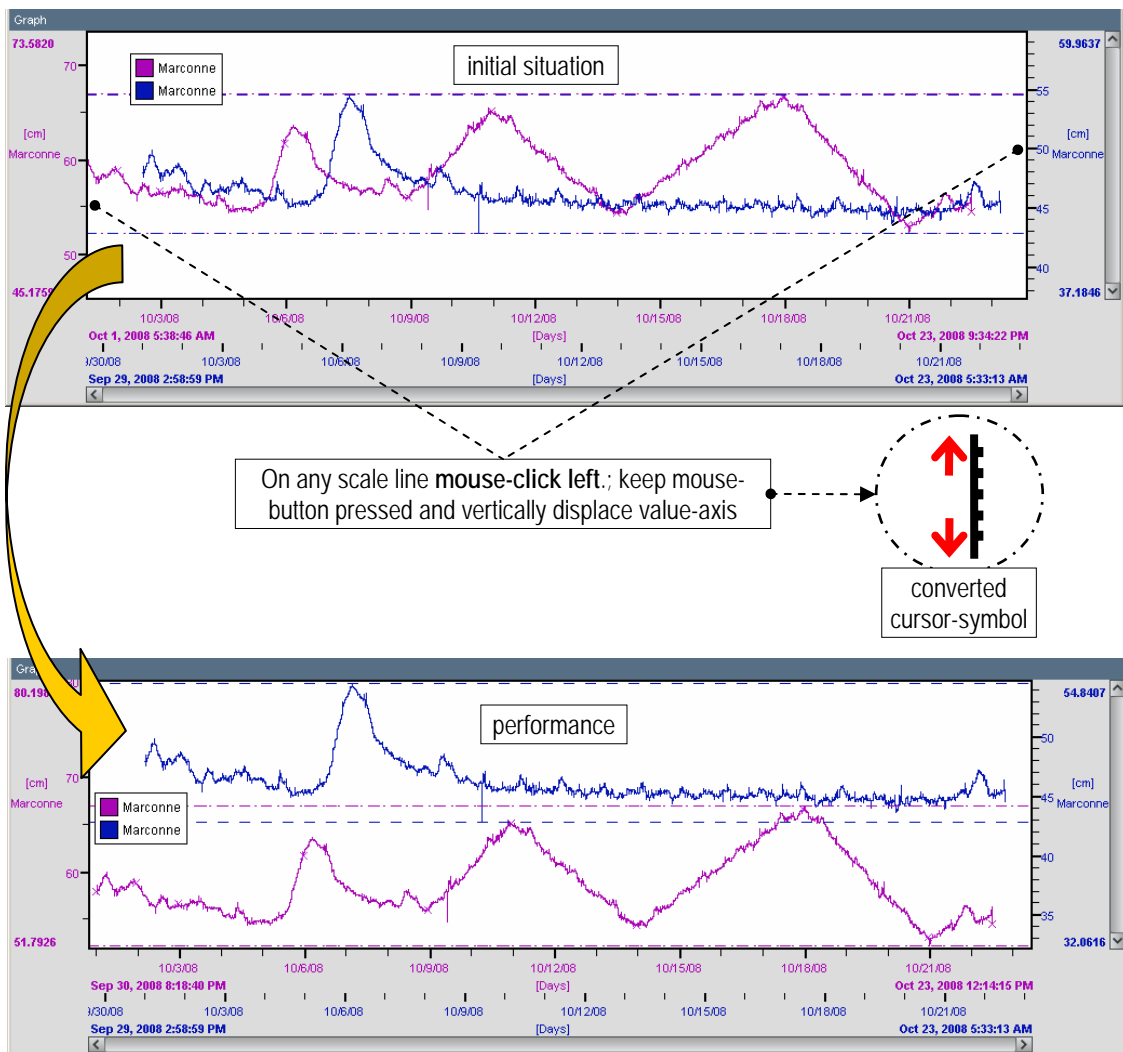 Graph
73.5820
59.9637
70
Marconne
Marconne
initial situation
55
[cm]
Marconne
60
50
[cm]
Marconne
45
50
40
45.1759
37.1846
10/3/08 10/6/08 10/9/08 10/12/08 10/15/08 10/18/08 10/21/08
Oct 1, 2008 5:38:46 AM [Days] Oct 23, 2008 9:34:22 PM
/30/08 10/3/08 10/6/08 10/9/08 10/12/08 10/15/08 10/18/08 10/21/08
Sep 29, 2008 2:58:59 PM [Days] Oct 23, 2008 5:33:13 AM
On any scale line mouse-click left.; keep mouse-
button pressed and vertically displace value-axis
converted
cursor-symbol
80.198
54.8407
performance
50
70
[cm]
Marconne
[cm]
Marconne
45
Marconne
Marconne
60
40
35
51.7926
32.0616
10/3/08 10/6/08 10/9/08 10/12/08 10/15/08 10/18/08 10/21/08
Sep 30, 2008 8:18:40 PM [Days] Oct 23, 2008 12:14:15 PM
/30/08 10/3/08 10/6/08 10/9/08 10/12/08 10/15/08 10/18/08 10/21/08
Sep 29, 2008 2:58:59 PM [Days] Oct 23, 2008 5:33:13 AM